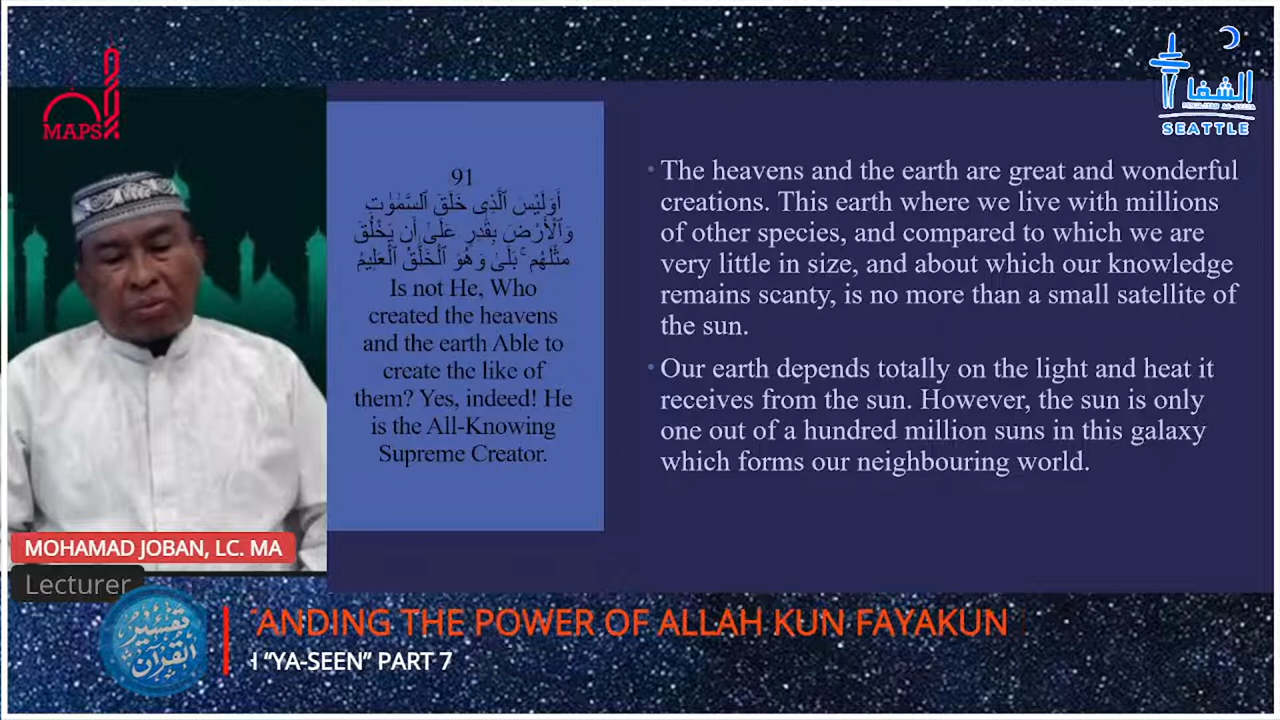 MAPS
الشفاء
PENGAJIAN AS-SYIFA
SEATTLE
91
أَوَلَيْسَ ٱلَّذِى خَلَقَ ٱلسَّمَٰوَٰتِ
وَٱلْأَرْضَ بِقَٰدِرٍ عَلَىٰٓ أَن يَخْلُقَ
مِثْلَهُم ۚ بَلَىٰ وَهُوَ ٱلْخَلَّٰقُ ٱلْعَلِيمُ
Is not He, Who
created the heavens
and the earth Able to
create the like of
them? Yes, indeed! He
is the All-Knowing
Supreme Creator.
• The heavens and the earth are great and wonderful
creations. This earth where we live with millions
of other species, and compared to which we are
very little in size, and about which our knowledge
remains scanty, is no more than a small satellite of
the sun.
• Our earth depends totally on the light and heat it
receives from the sun. However, the sun is only
one out of a hundred million suns in this galaxy
which forms our neighbouring world.
MOHAMAD JOBAN, LC. MA
Lecturer
تفسير
القرآن
TANDING THE POWER OF ALLAH KUN FAYAKUN
H “YA-SEEN” PART 7